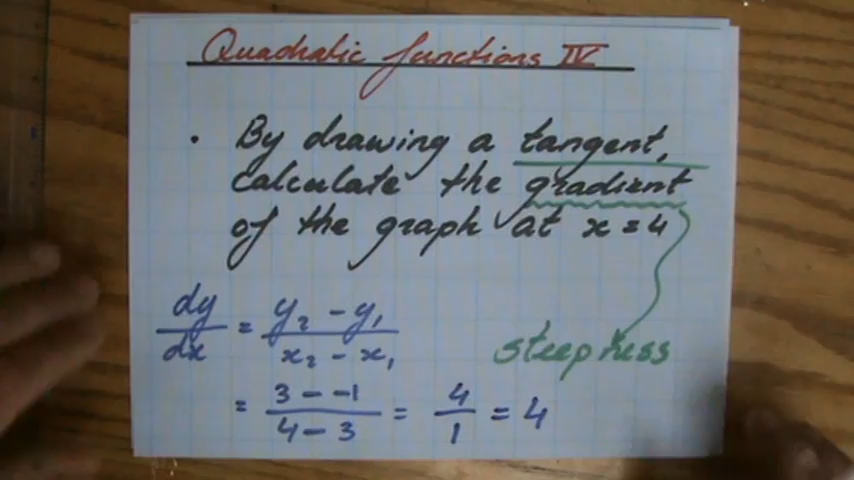 Quadratic functions IV
• By drawing a tangent,
calculate the gradient
of the graph at x = 4
dy/dx = y₂ - y₁ / x₂ - x₁
steepness
= 3 - -1 / 4 - 3 = 4/1 = 4